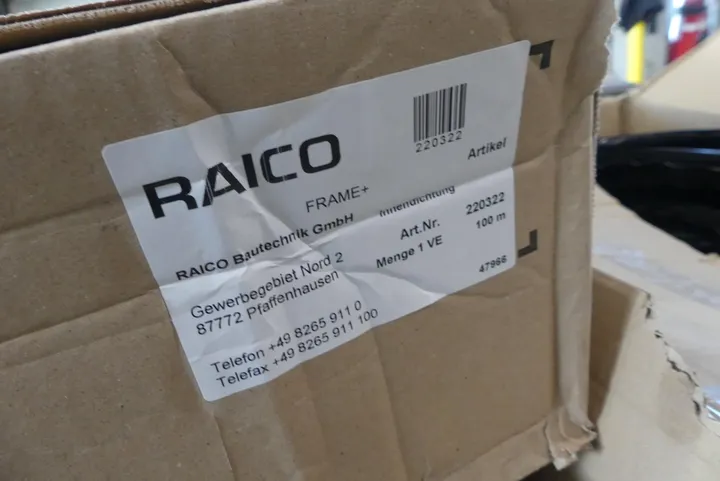 RAICO
220322
Artikel
FRAME+
Innendichtung
RAICO Bautechnik GmbH
Art.Nr. 220322
Gewerbegebiet Nord 2
Menge 1 VE 100 m
87772 Pfaffenhausen
47966
Telefon +49 8265 911 0
Telefax +49 8265 911 100